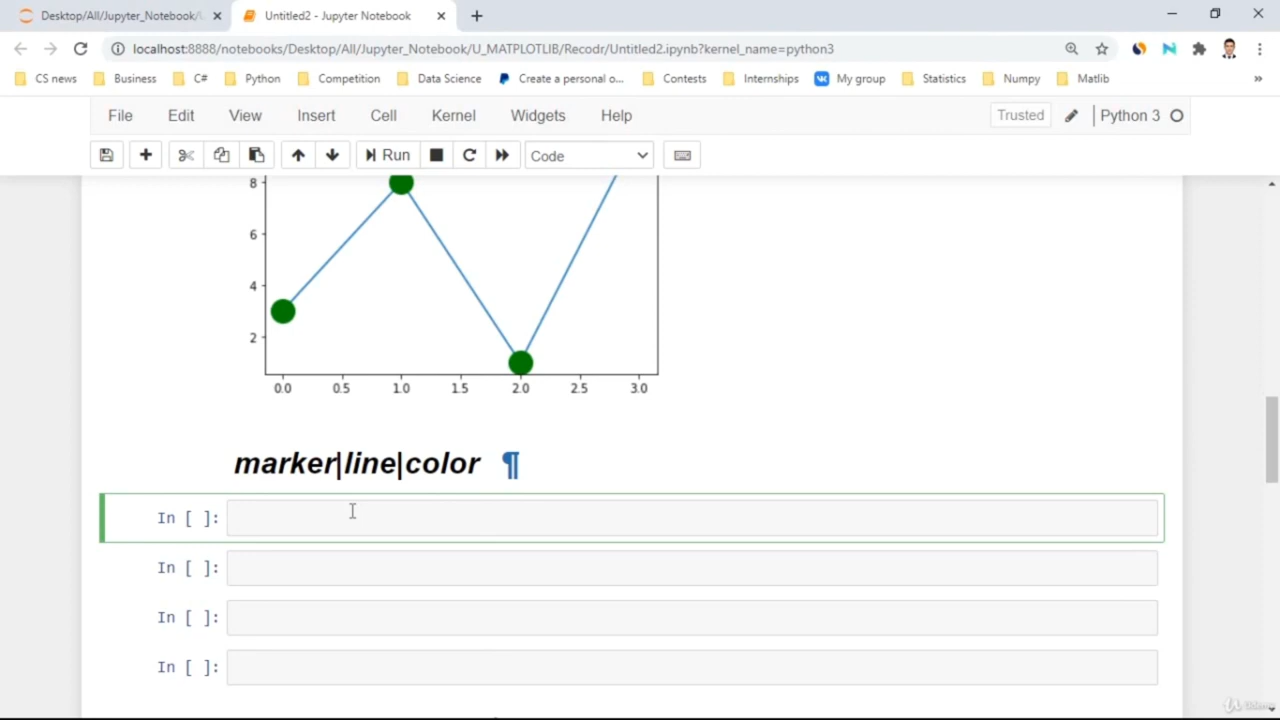 Desktop/All/Jupyter_Notebook/
Untitled2 - Jupyter Notebook
localhost:8888/notebooks/Desktop/All/Jupyter_Notebook/U_MATPLOTLIB/Recodr/Untitled2.ipynb?kernel_name=python3
CS news Business C# Python Competition Data Science Create a personal o... Contests Internships My group Statistics Numpy Matlib »
File Edit View Insert Cell Kernel Widgets Help Trusted Python 3
Run Code
8
6
4
2
0.0 0.5 1.0 1.5 2.0 2.5 3.0
marker|line|color ¶
In [ ]:
In [ ]:
In [ ]:
In [ ]: